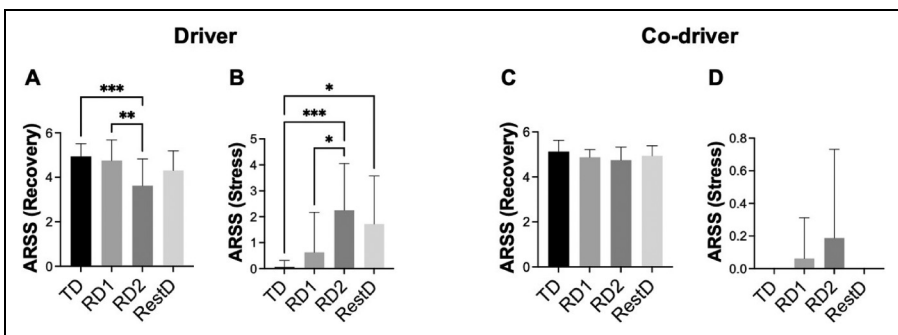 Driver
Co-driver
A
***
**
ARSS (Recovery)
6
4
2
0
TD
RD1
RD2
RestD
B
*
***
*
ARSS (Stress)
5
4
3
2
1
0
TD
RD1
RD2
RestD
C
ARSS (Recovery)
6
4
2
0
TD
RD1
RD2
RestD
D
ARSS (Stress)
0.8
0.6
0.4
0.2
0.0
TD
RD1
RD2
RestD